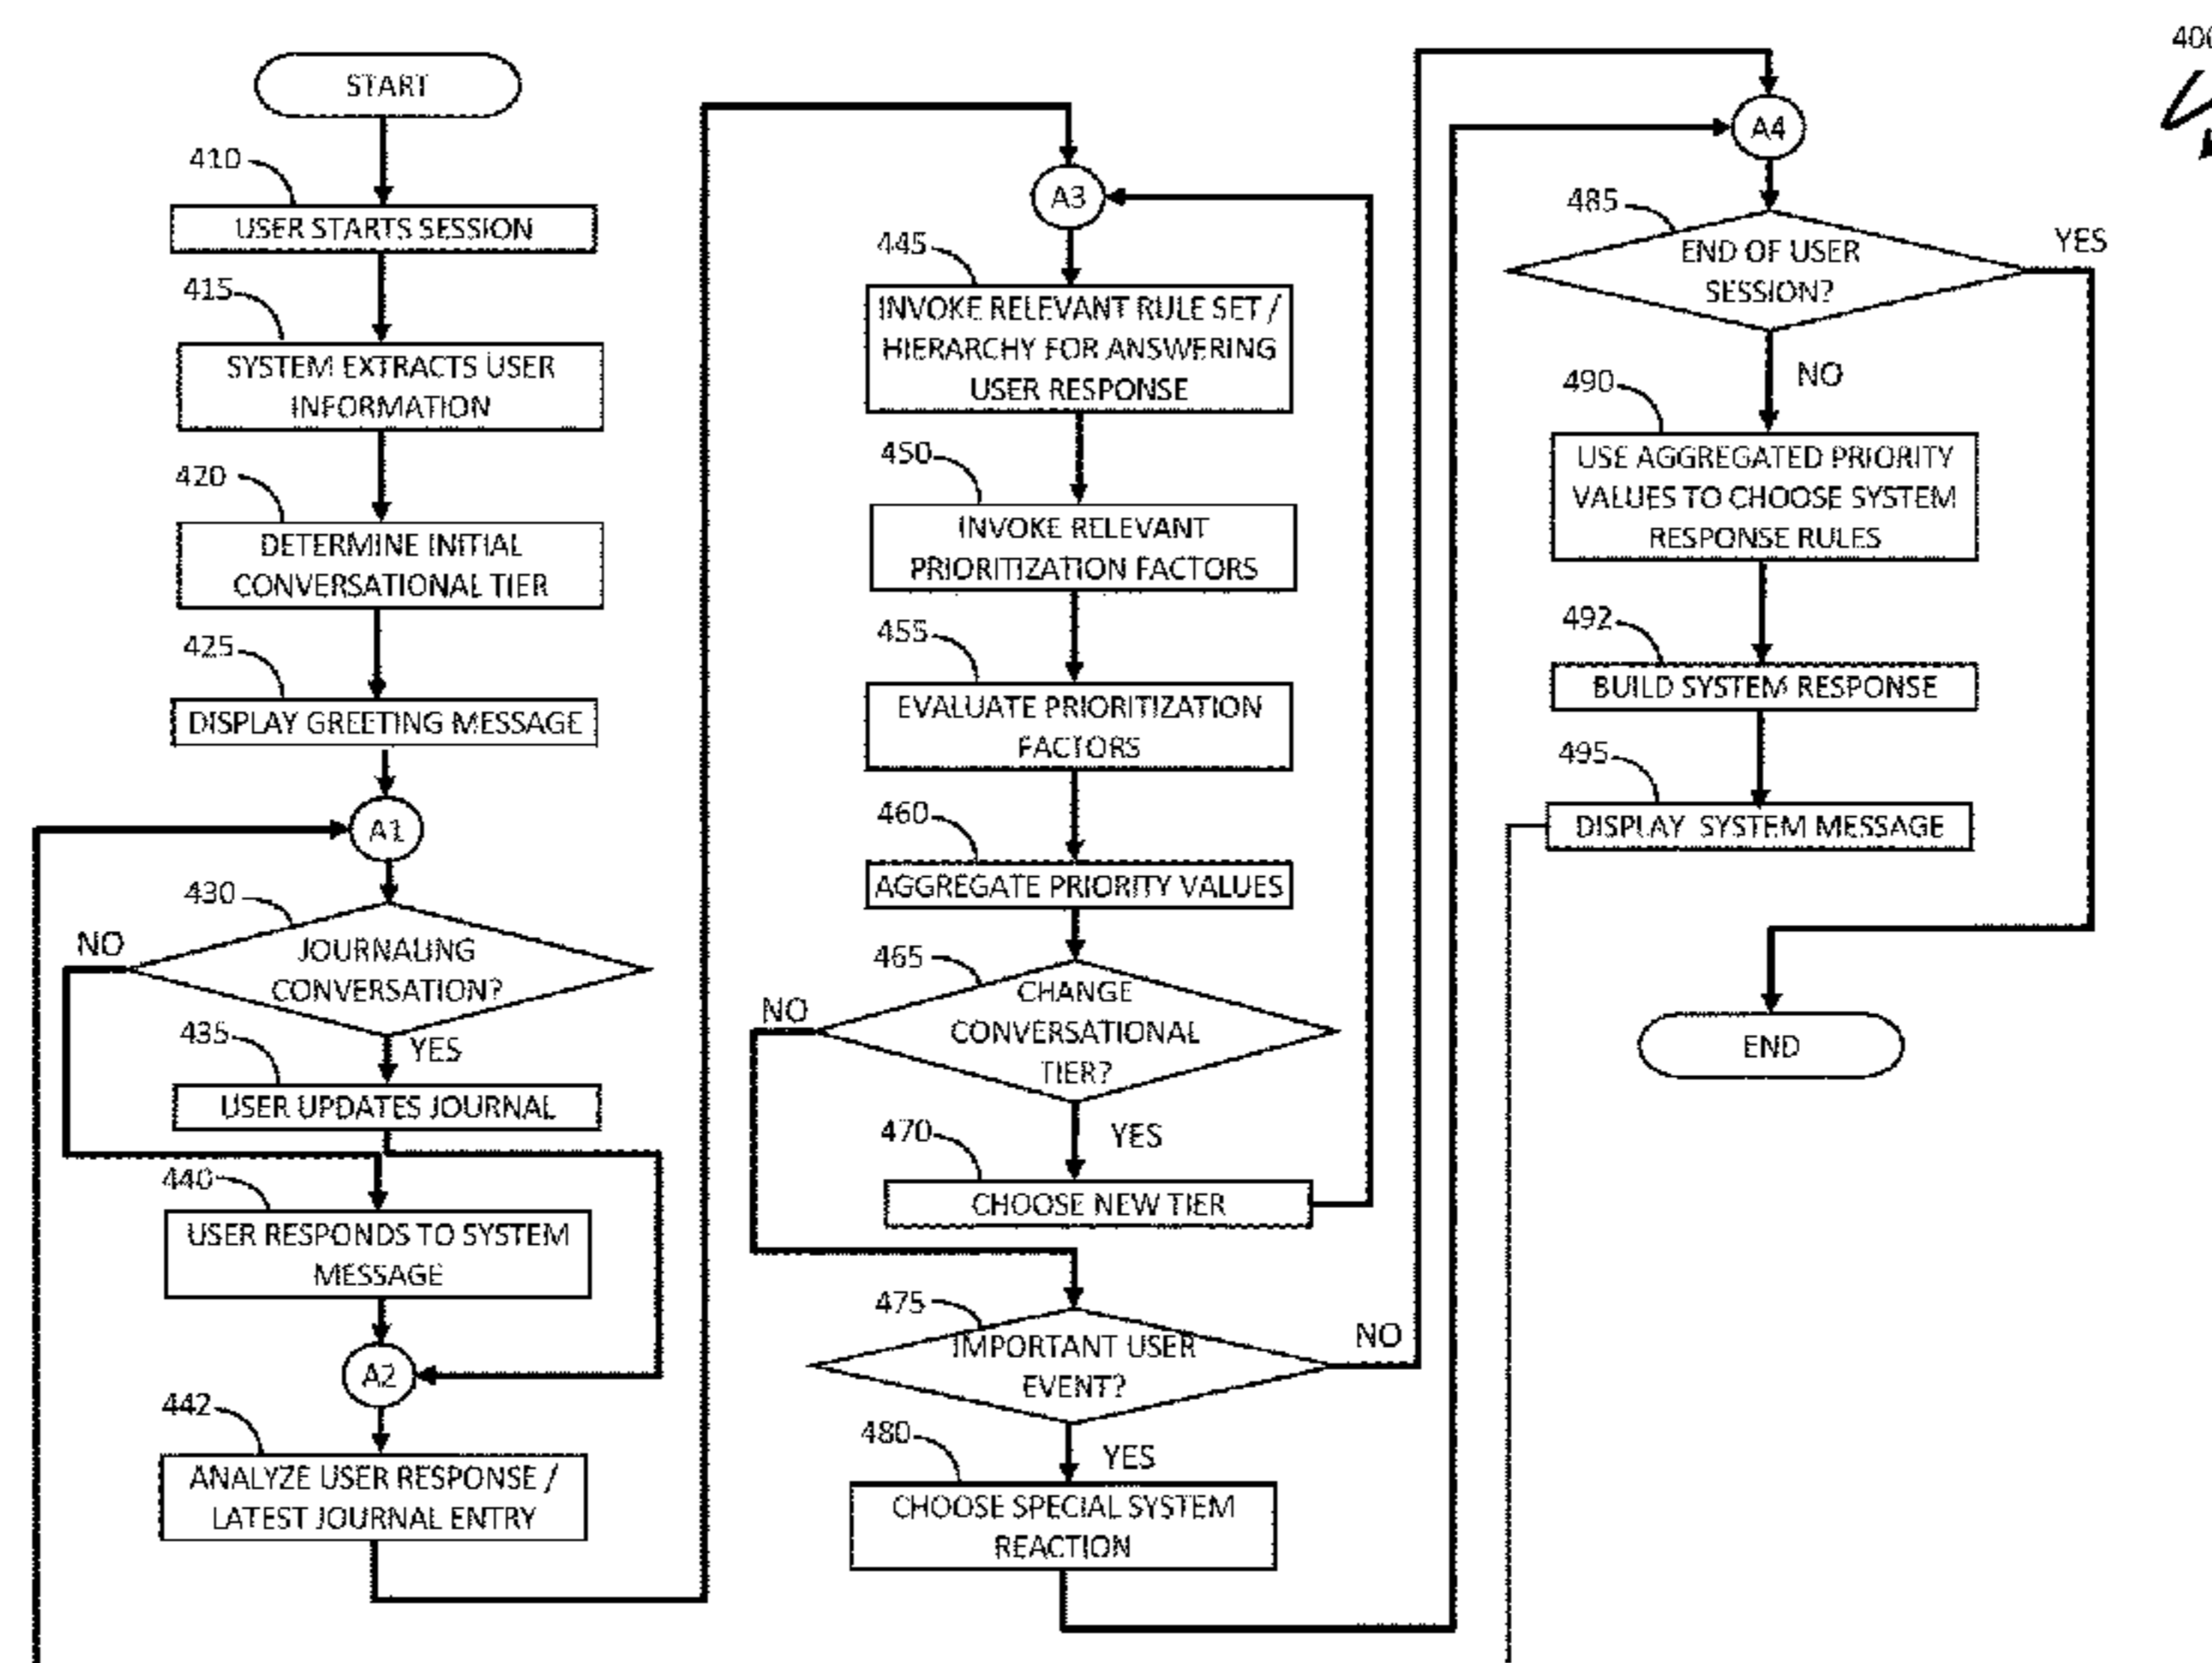 START
410
USER STARTS SESSION
415
SYSTEM EXTRACTS USER
INFORMATION
420
DETERMINE INITIAL
CONVERSATIONAL TIER
425
DISPLAY GREETING MESSAGE
A1
430
NO
JOURNALING
CONVERSATION?
435
YES
USER UPDATES JOURNAL
440
USER RESPONDS TO SYSTEM
MESSAGE
A2
442
ANALYZE USER RESPONSE /
LATEST JOURNAL ENTRY
A3
445
INVOKE RELEVANT RULE SET /
HIERARCHY FOR ANSWERING
USER RESPONSE
450
INVOKE RELEVANT
PRIORITIZATION FACTORS
455
EVALUATE PRIORITIZATION
FACTORS
460
AGGREGATE PRIORITY VALUES
465
NO
CHANGE
CONVERSATIONAL
TIER?
470
YES
CHOOSE NEW TIER
475
IMPORTANT USER
EVENT?
NO
480
YES
CHOOSE SPECIAL SYSTEM
REACTION
A4
485
END OF USER
SESSION?
YES
NO
490
USE AGGREGATED PRIORITY
VALUES TO CHOOSE SYSTEM
RESPONSE RULES
492
BUILD SYSTEM RESPONSE
495
DISPLAY SYSTEM MESSAGE
END
400